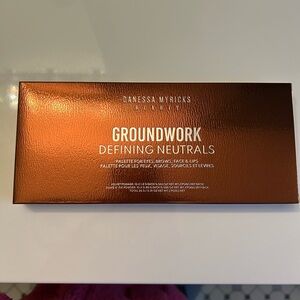 DANESSA MYRICKS
BEAUTY
GROUNDWORK
DEFINING NEUTRALS
PALETTE FOR EYES, BROWS, FACE & LIPS
PALETTE POUR LES YEUX, VISAGE, SOURCILS ET LÈVRES